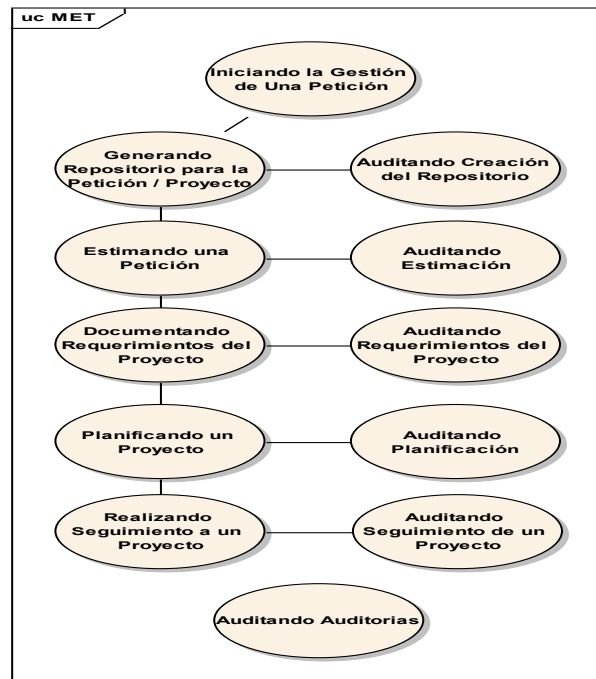 uc MET
Iniciando la Gestión
de Una Petición
Generando
Repositorio para la
Petición / Proyecto
Auditando Creación
del Repositorio
Estimando una
Petición
Auditando
Estimación
Documentando
Requerimientos del
Proyecto
Auditando
Requerimientos del
Proyecto
Planificando un
Proyecto
Auditando
Planificación
Realizando
Seguimiento a un
Proyecto
Auditando
Seguimiento de un
Proyecto
Auditando Auditorias